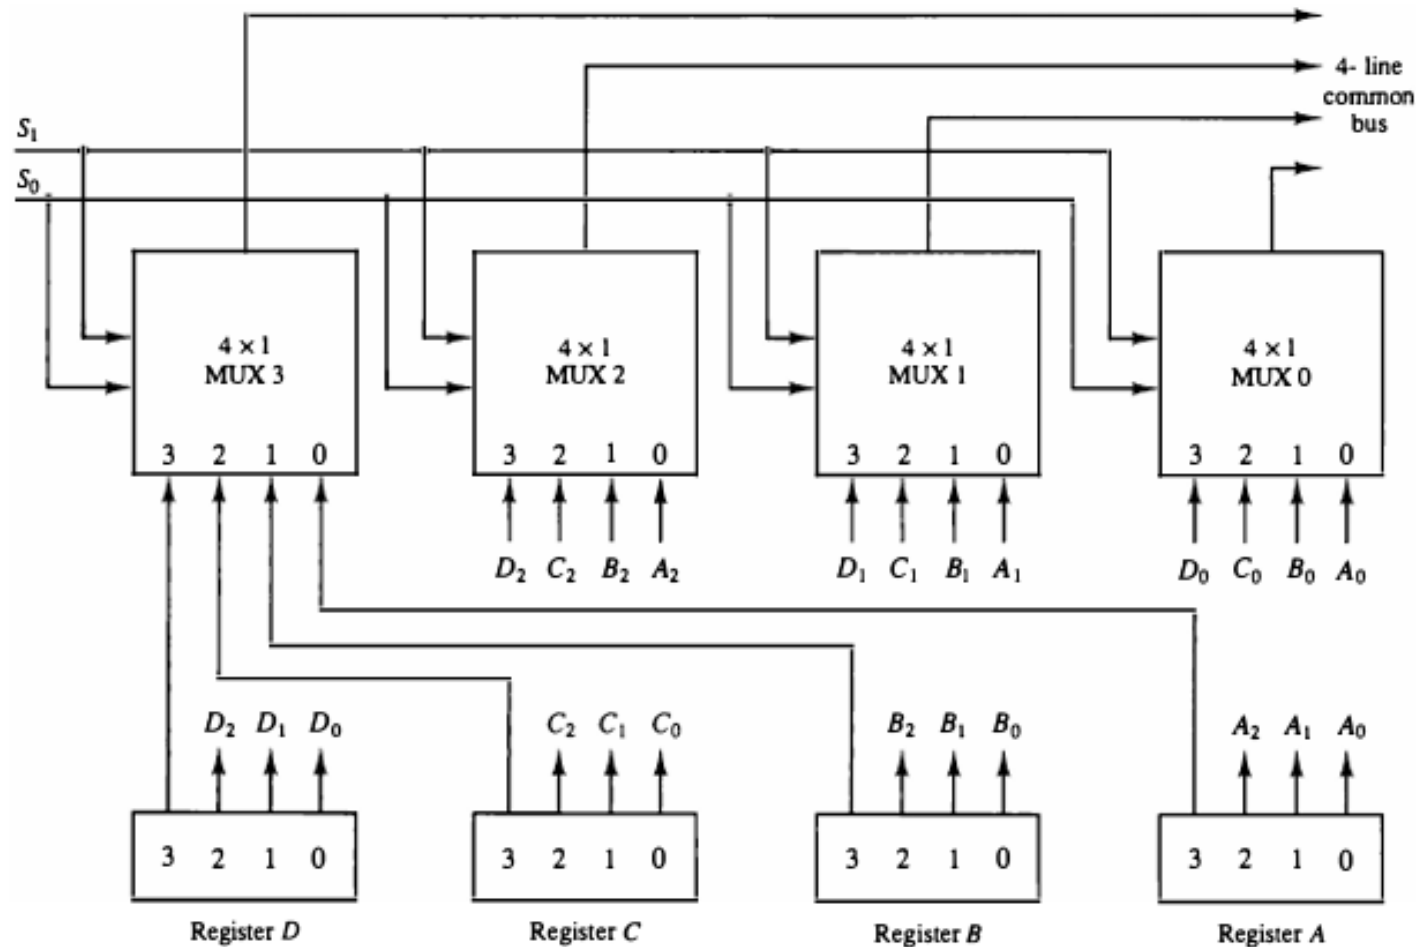 4- line
common
bus
S₁
S₀
4 × 1
MUX 3
4 × 1
MUX 2
4 × 1
MUX 1
4 × 1
MUX 0
3 2 1 0
3 2 1 0
3 2 1 0
3 2 1 0
D₂ C₂ B₂ A₂
D₁ C₁ B₁ A₁
D₀ C₀ B₀ A₀
D₂ D₁ D₀
C₂ C₁ C₀
B₂ B₁ B₀
A₂ A₁ A₀
3 2 1 0
3 2 1 0
3 2 1 0
3 2 1 0
Register D
Register C
Register B
Register A